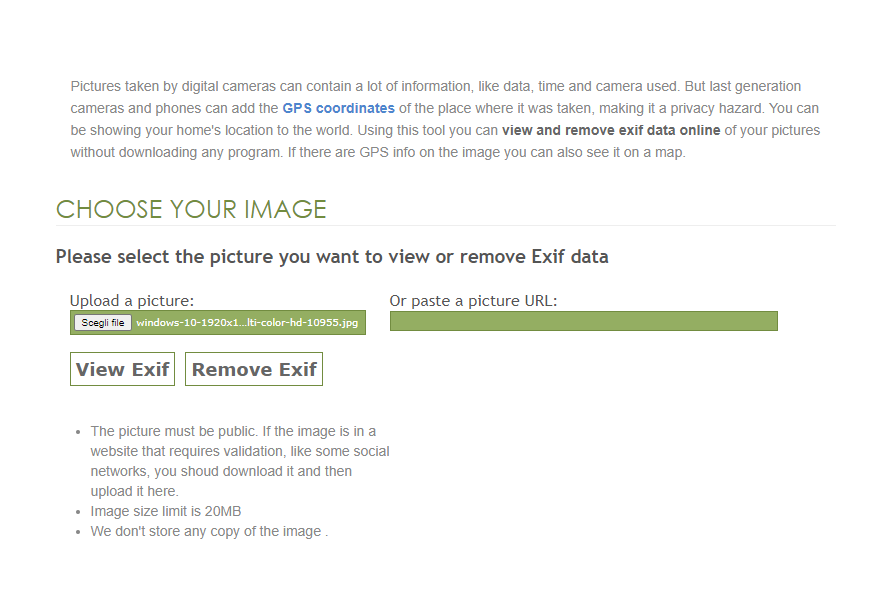 Pictures taken by digital cameras can contain a lot of information, like data, time and camera used. But last generation
cameras and phones can add the GPS coordinates of the place where it was taken, making it a privacy hazard. You can
be showing your home's location to the world. Using this tool you can view and remove exif data online of your pictures
without downloading any program. If there are GPS info on the image you can also see it on a map.
CHOOSE YOUR IMAGE
Please select the picture you want to view or remove Exif data
Upload a picture:
Scegli file windows-10-1920x1...lti-color-hd-10955.jpg
Or paste a picture URL:
View Exif
Remove Exif
• The picture must be public. If the image is in a
website that requires validation, like some social
networks, you shoud download it and then
upload it here.
• Image size limit is 20MB
• We don't store any copy of the image .